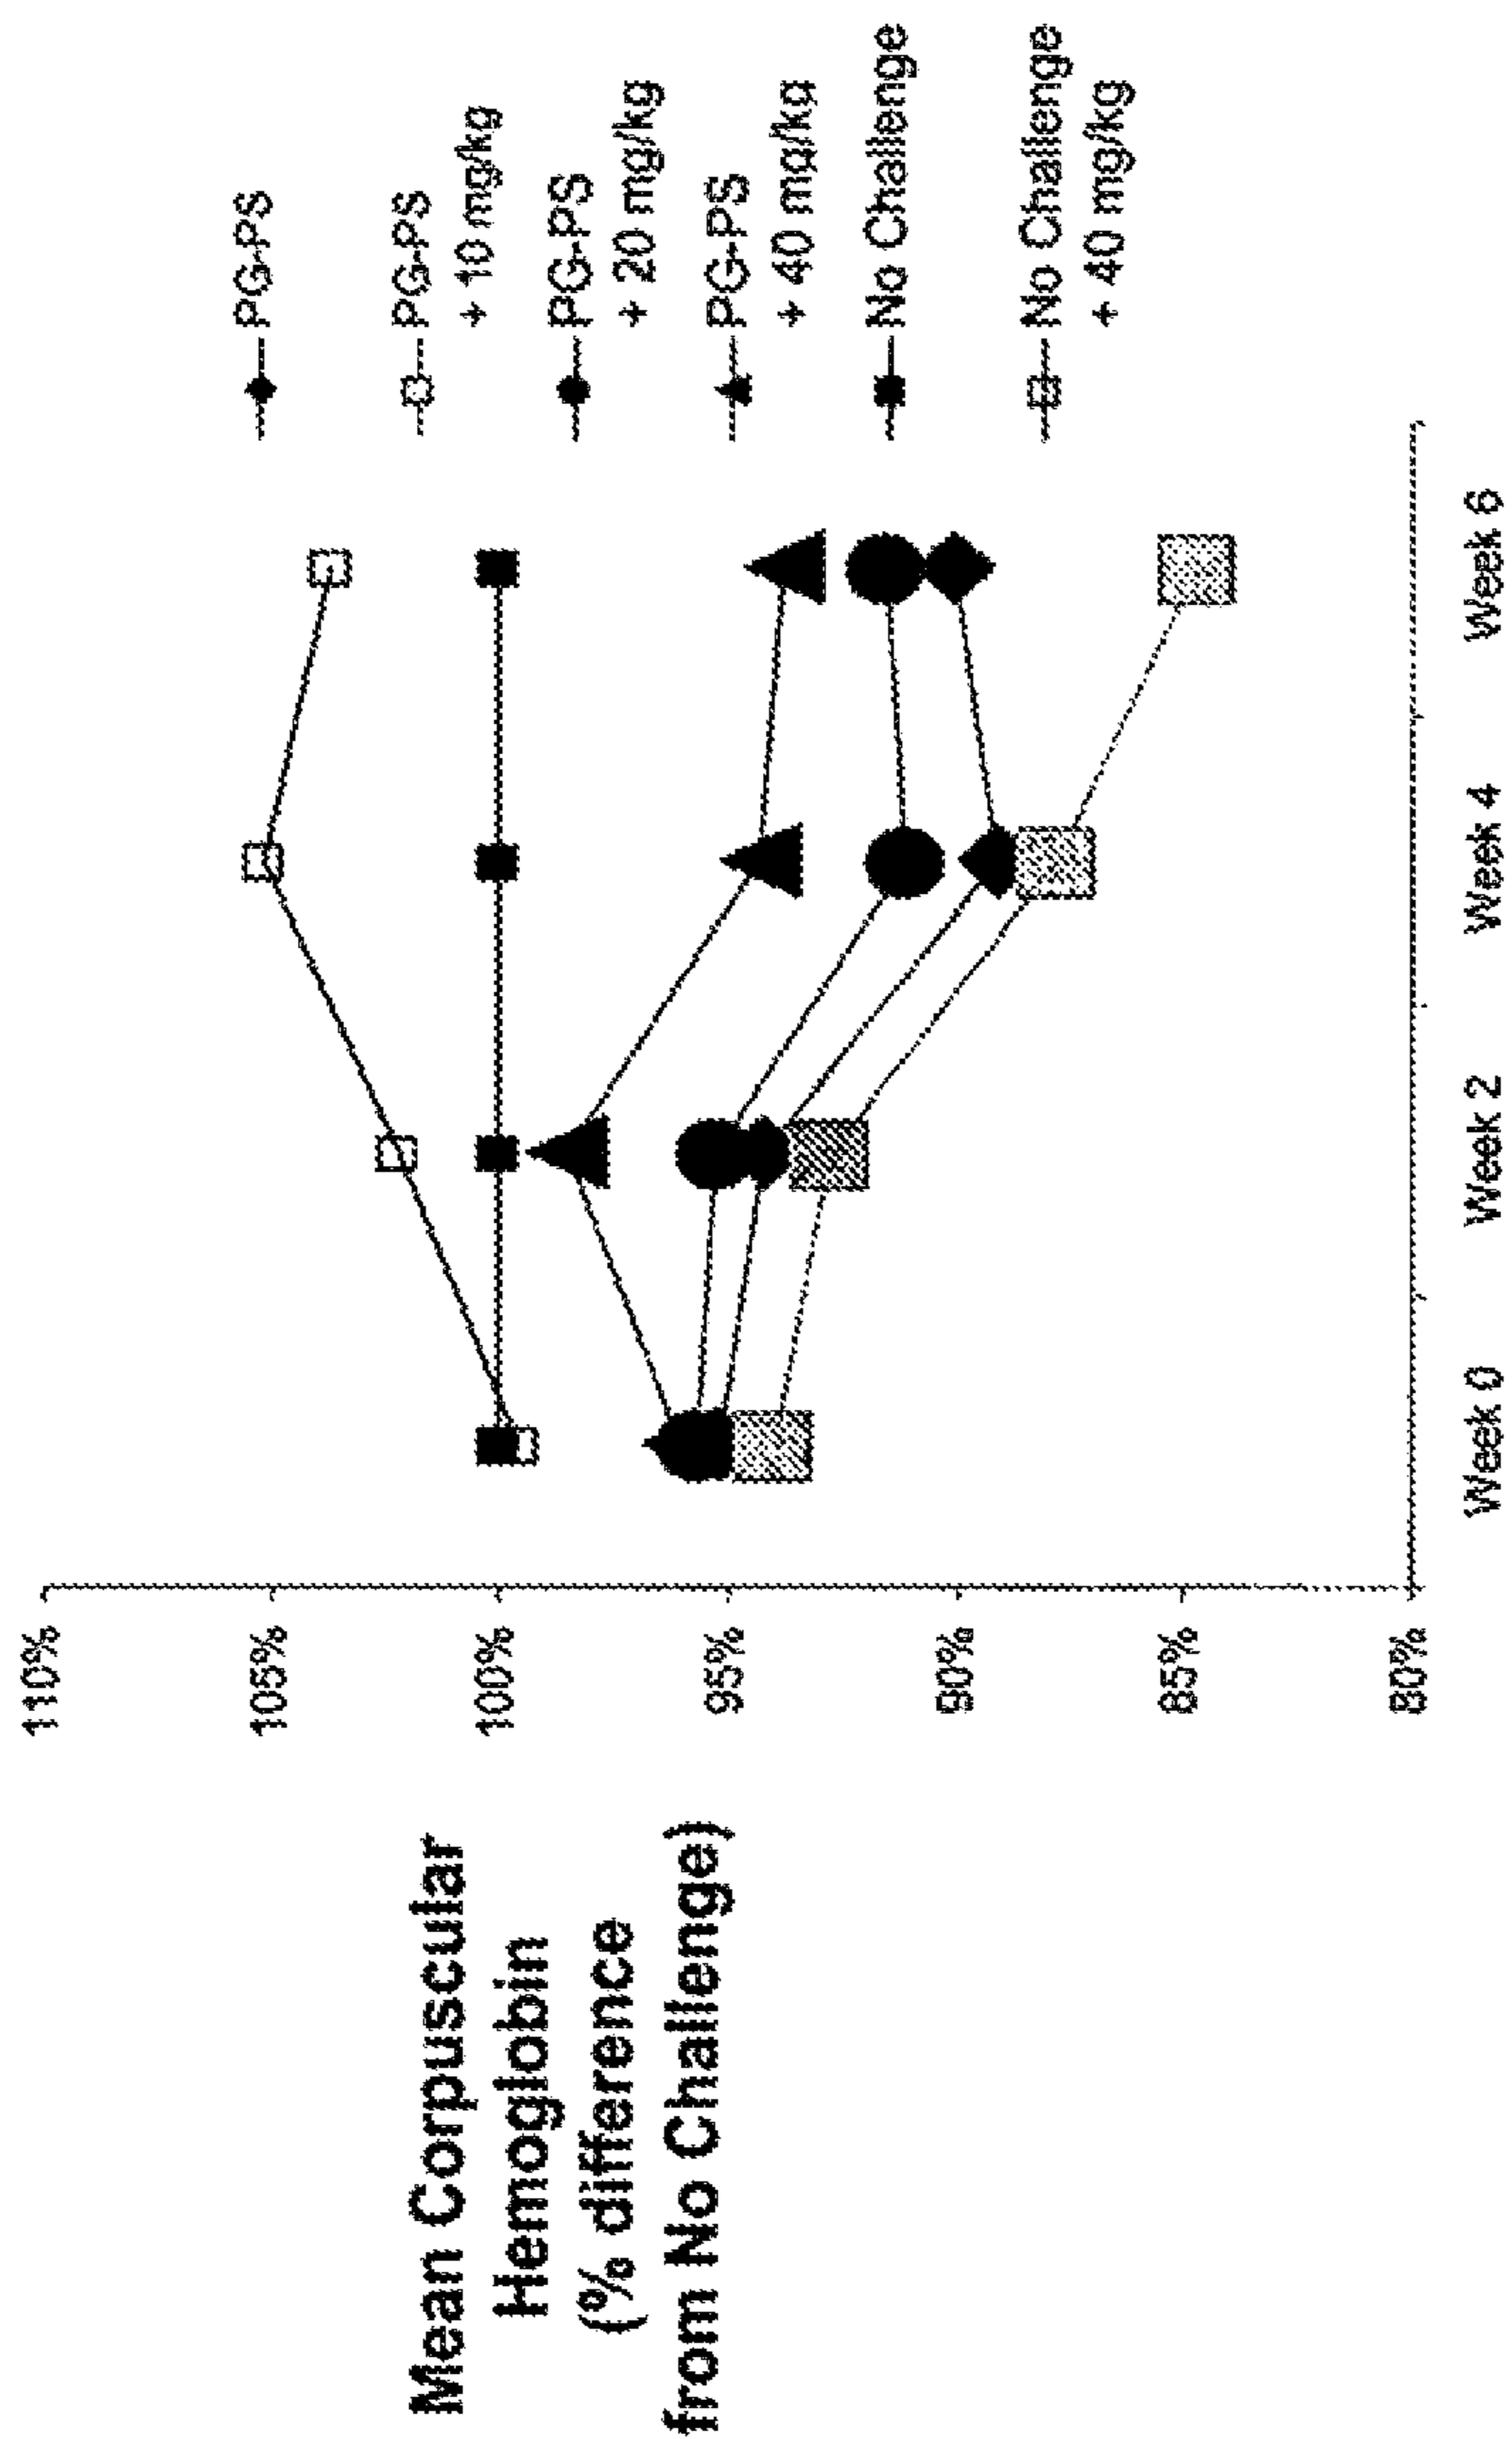 Mean Corpuscular
Hemoglobin
(% difference
from No Challenge)
110%
105%
100%
95%
90%
85%
80%
Week 0
Week 2
Week 4
Week 6
PG-PS
PG-PS
+ 10 mg/kg
PG-PS
+ 20 mg/kg
PG-PS
+ 40 mg/kg
No Challenge
No Challenge
+ 40 mg/kg